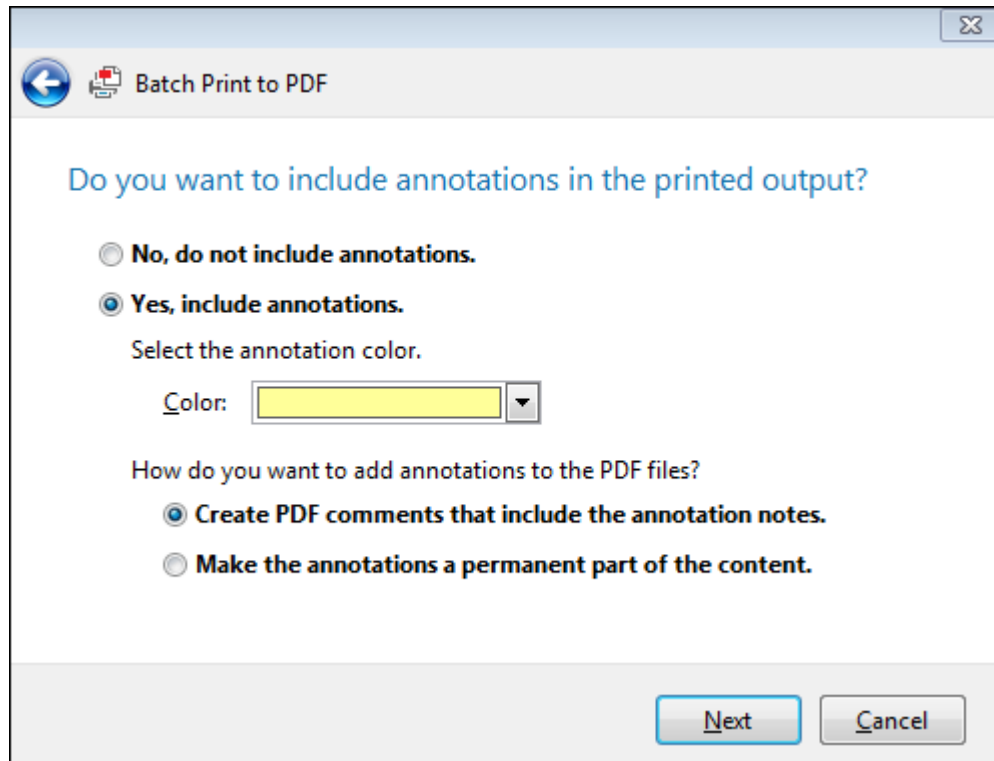 Batch Print to PDF
Do you want to include annotations in the printed output?
No, do not include annotations.
Yes, include annotations.
Select the annotation color.
Color:
How do you want to add annotations to the PDF files?
Create PDF comments that include the annotation notes.
Make the annotations a permanent part of the content.
Next Cancel